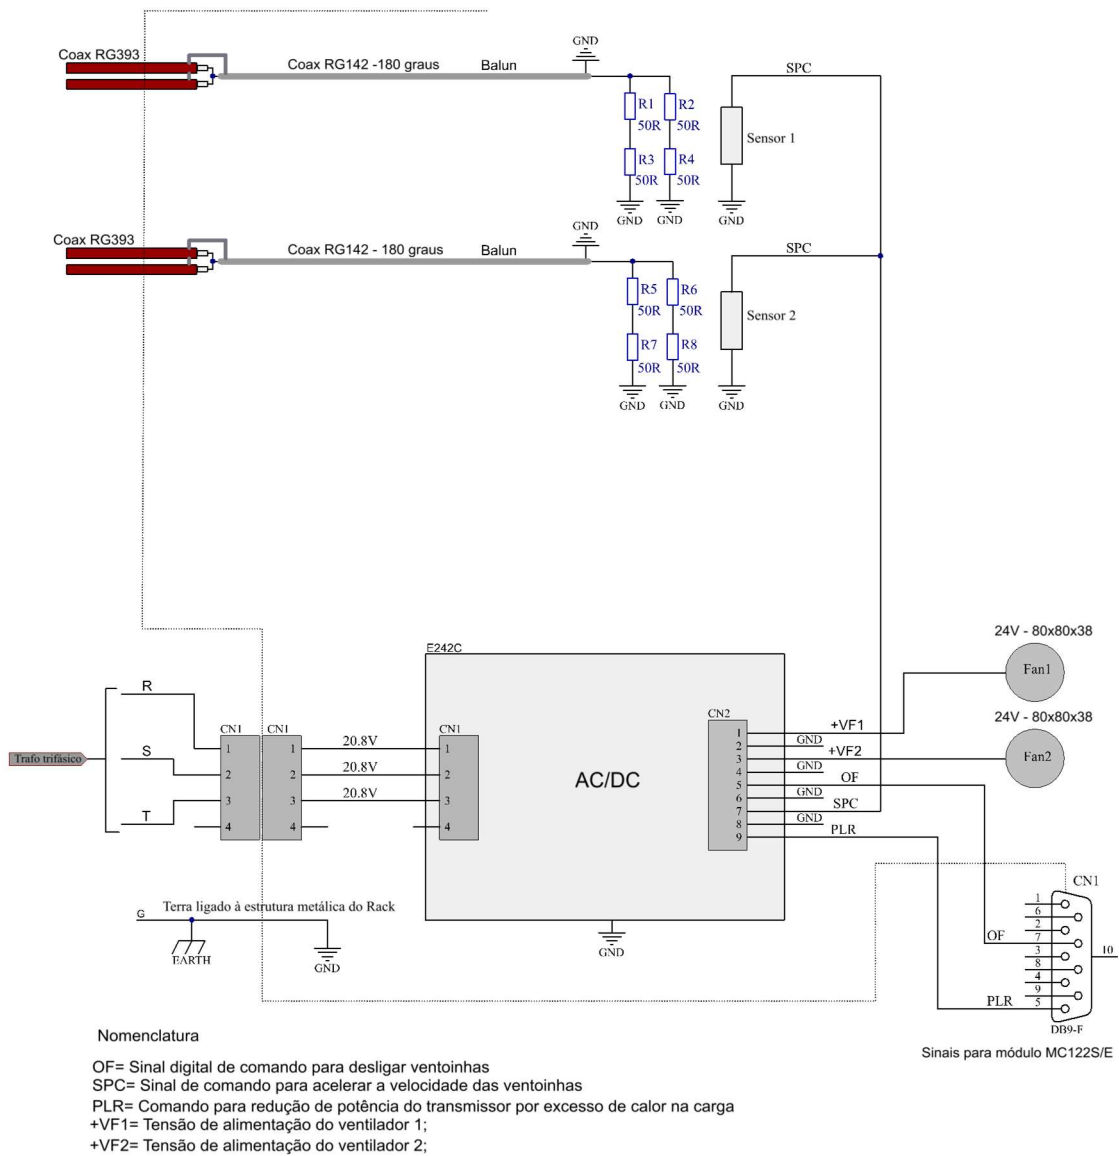 GND
Coax RG393
Coax RG142 -180 graus
Balun
SPC
R1
50R
R2
50R
Sensor 1
R3
50R
R4
50R
GND
GND
GND
GND
Coax RG393
Coax RG142 - 180 graus
Balun
SPC
R5
50R
R6
50R
Sensor 2
R7
50R
R8
50R
GND
GND
GND
24V - 80x80x38
Fan1
E242C
R
24V - 80x80x38
Fan2
CN1
CN1
CN1
CN2
Trafo trifásico
S
T
1
2
3
4
1
2
3
4
20.8V
20.8V
20.8V
1
2
3
4
AC/DC
1
2
3
4
5
6
7
8
9
+VF1
GND
+VF2
GND
OF
GND
SPC
GND
PLR
G
Terra ligado à estrutura metálica do Rack
EARTH
GND
GND
CN1
1
6
2
7
3
8
4
9
5
OF
PLR
10
DB9-F
Sinais para módulo MC122S/E
Nomenclatura
OF= Sinal digital de comando para desligar ventoinhas
SPC= Sinal de comando para acelerar a velocidade das ventoinhas
PLR= Comando para redução de potência do transmissor por excesso de calor na carga
+VF1= Tensão de alimentação do ventilador 1;
+VF2= Tensão de alimentação do ventilador 2;